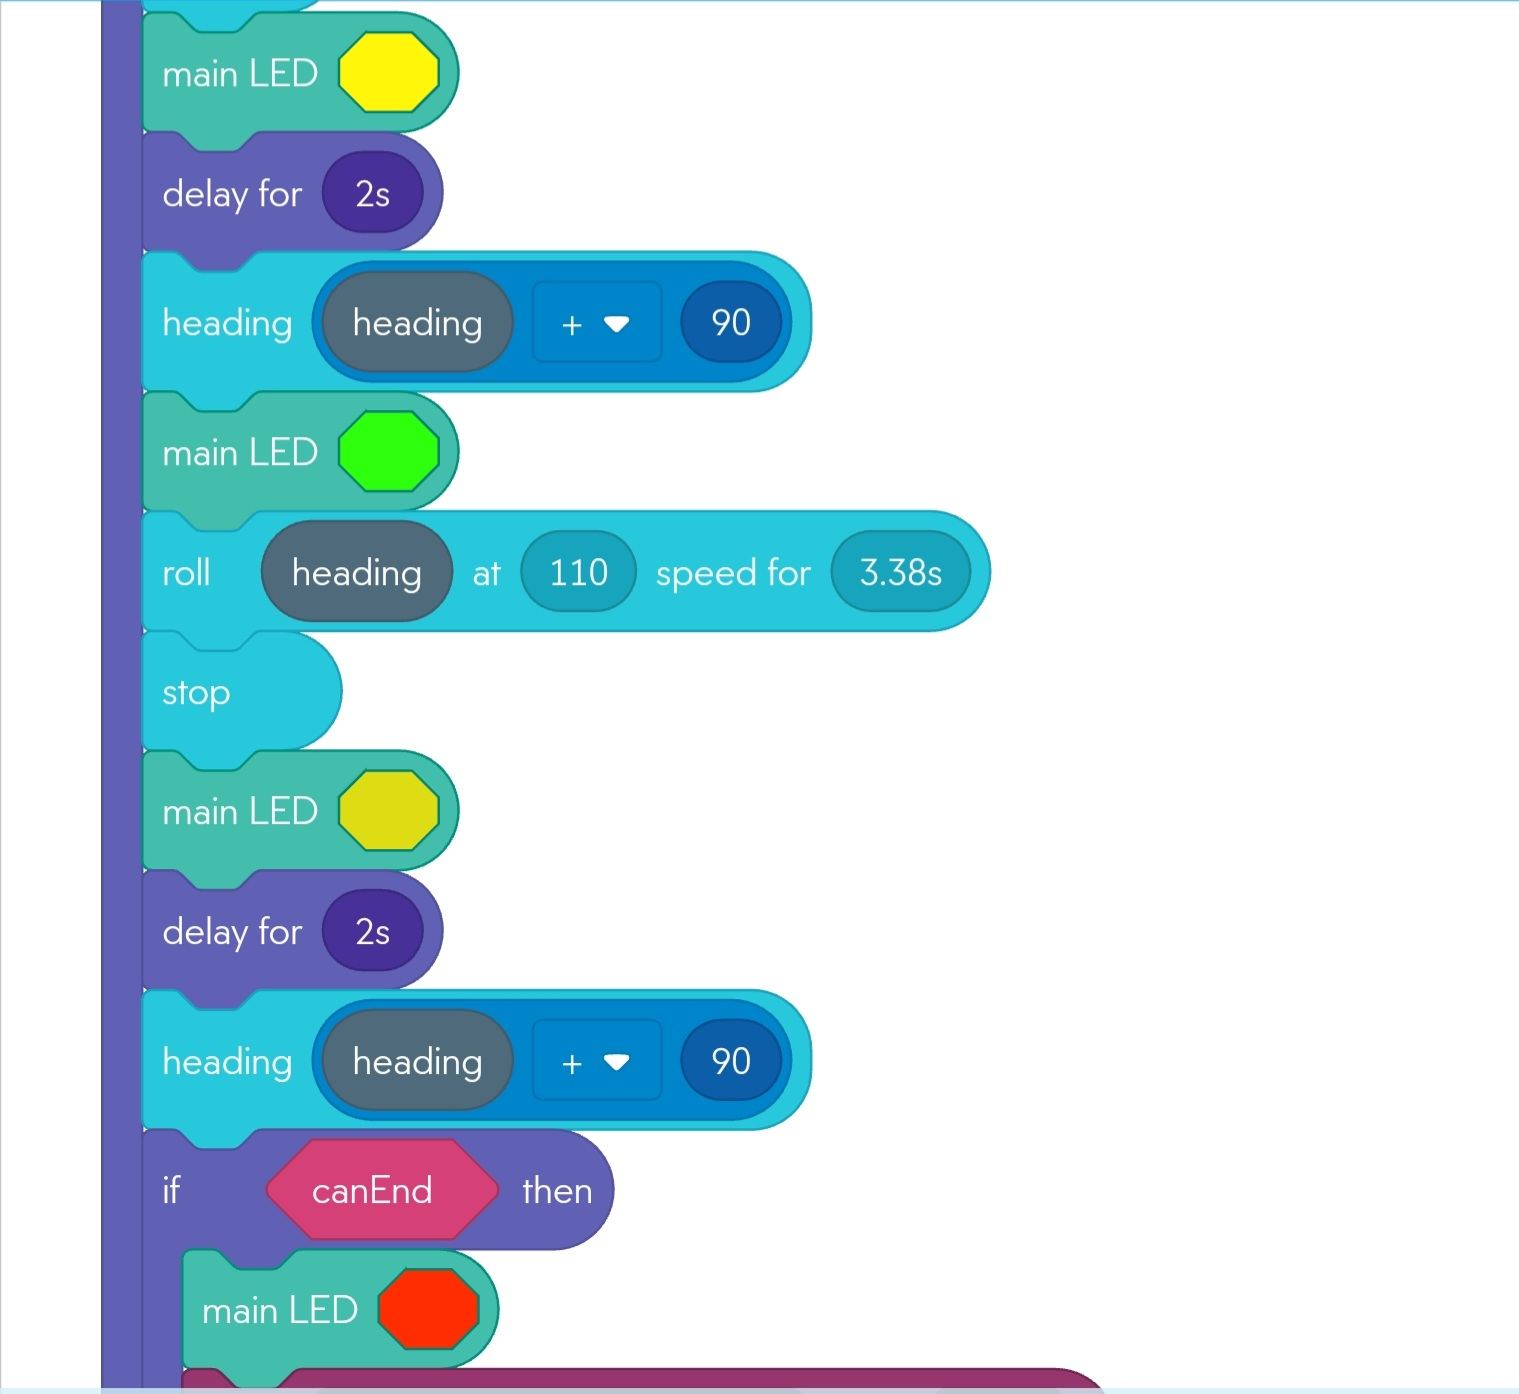 main LED
delay for 2s
heading heading + 90
main LED
roll heading at 110 speed for 3.38s
stop
main LED
delay for 2s
heading heading + 90
if canEnd then
main LED